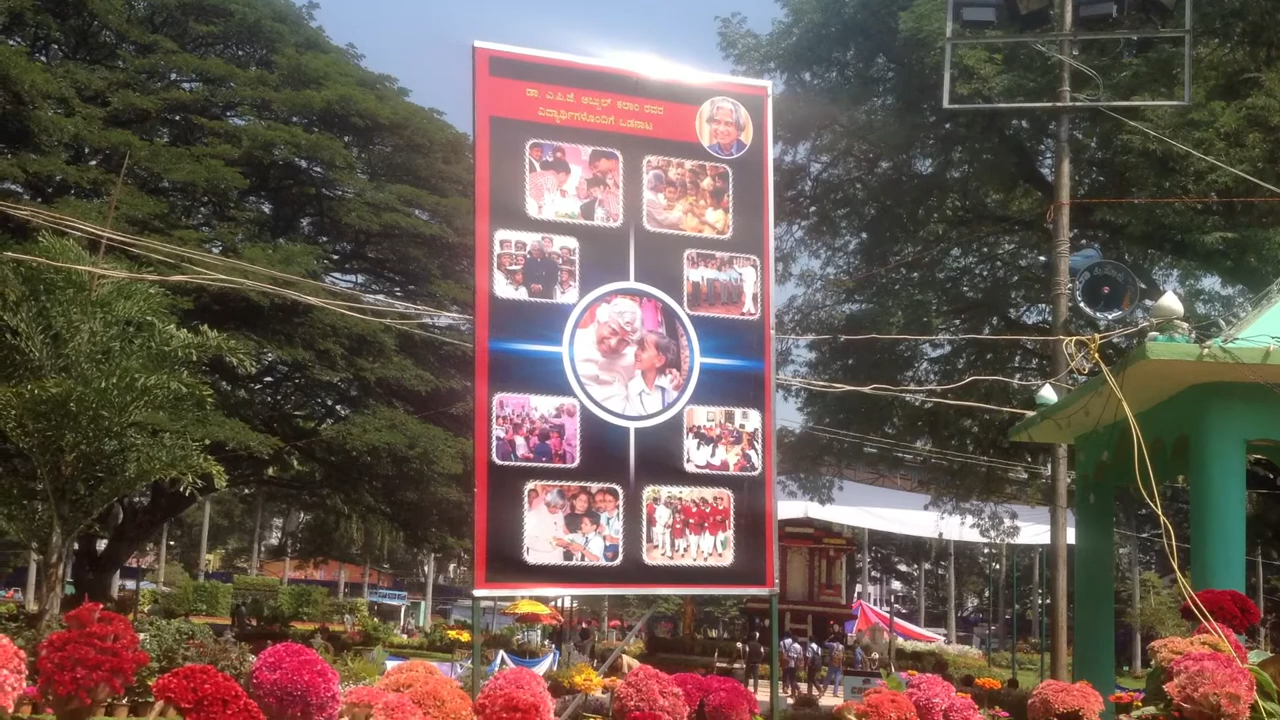 ಡಾ. ಎ.ಪಿ.ಜೆ. ಅಬ್ದುಲ್ ಕಲಾಂ ರವರ
ವಿದ್ಯಾರ್ಥಿಗಳೊಂದಿಗೆ ಒಡನಾಟ